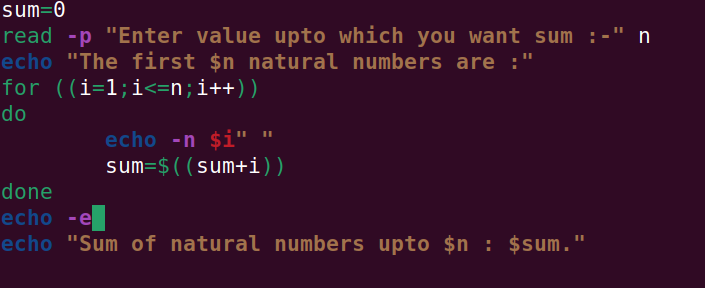 sum=0
read -p "Enter value upto which you want sum :-" n
echo "The first $n natural numbers are :"
for ((i=1;i<=n;i++))
do
        echo -n $i" "
        sum=$((sum+i))
done
echo -e
echo "Sum of natural numbers upto $n : $sum."